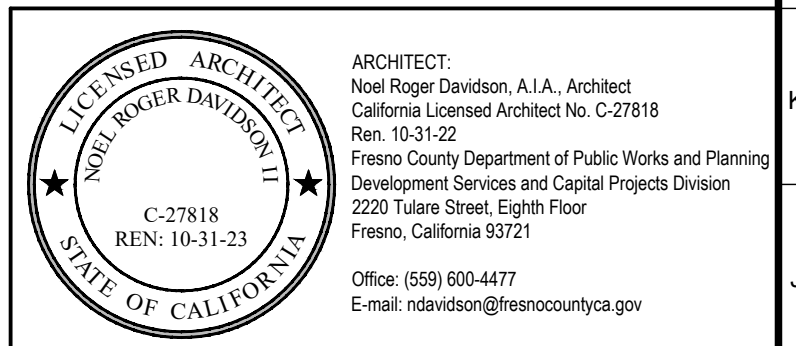 LICENSED ARCHITECT
NOEL ROGER DAVIDSON II
C-27818
REN: 10-31-23
STATE OF CALIFORNIA
ARCHITECT:
Noel Roger Davidson, A.I.A., Architect
California Licensed Architect No. C-27818
Ren. 10-31-22
Fresno County Department of Public Works and Planning
Development Services and Capital Projects Division
2220 Tulare Street, Eighth Floor
Fresno, California 93721
Office: (559) 600-4477
E-mail: ndavidson@fresnocountyca.gov